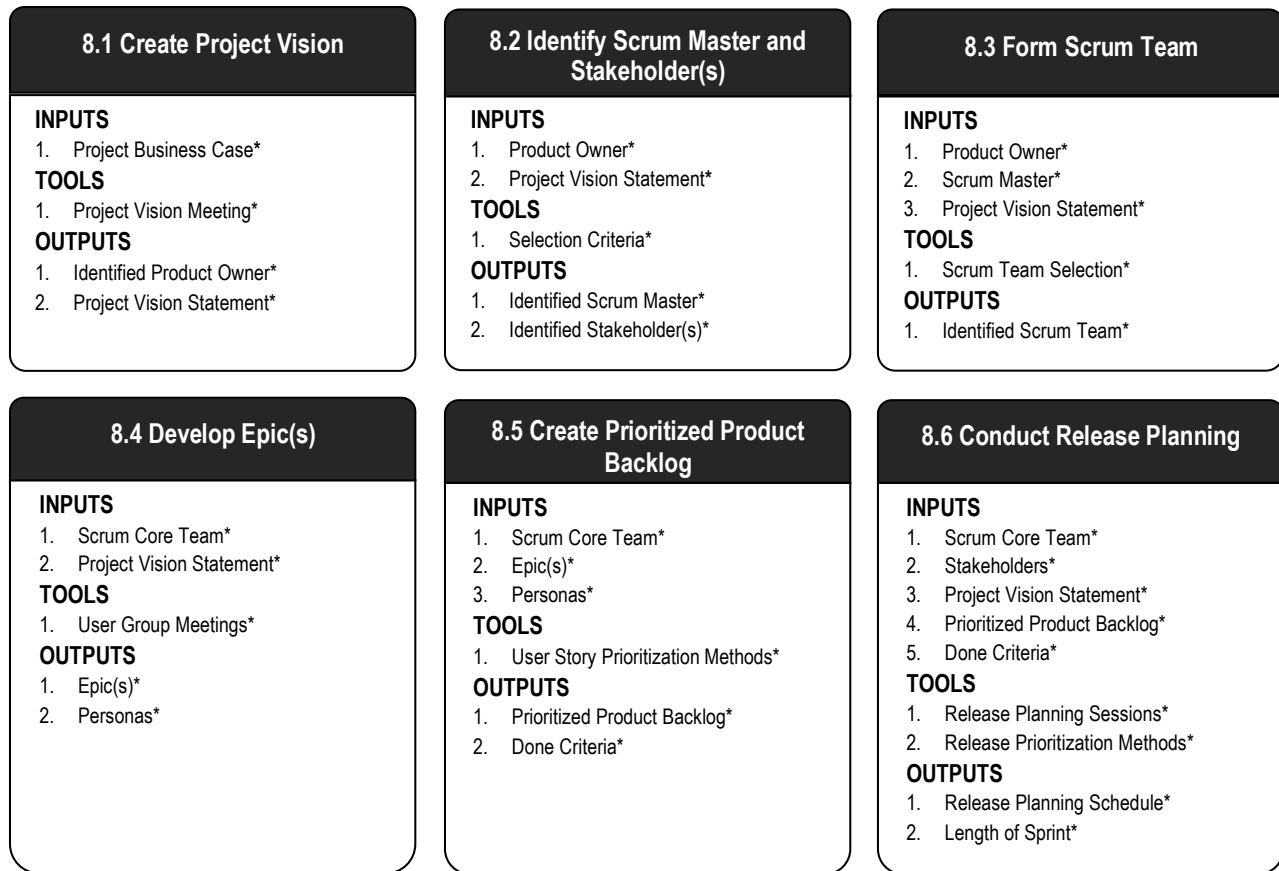 8.1 Create Project Vision
INPUTS
1. Project Business Case*
TOOLS
1. Project Vision Meeting*
OUTPUTS
1. Identified Product Owner*
2. Project Vision Statement*
8.2 Identify Scrum Master and
Stakeholder(s)
INPUTS
1. Product Owner*
2. Project Vision Statement*
TOOLS
1. Selection Criteria*
OUTPUTS
1. Identified Scrum Master*
2. Identified Stakeholder(s)*
8.3 Form Scrum Team
INPUTS
1. Product Owner*
2. Scrum Master*
3. Project Vision Statement*
TOOLS
1. Scrum Team Selection*
OUTPUTS
1. Identified Scrum Team*
8.4 Develop Epic(s)
INPUTS
1. Scrum Core Team*
2. Project Vision Statement*
TOOLS
1. User Group Meetings*
OUTPUTS
1. Epic(s)*
2. Personas*
8.5 Create Prioritized Product
Backlog
INPUTS
1. Scrum Core Team*
2. Epic(s)*
3. Personas*
TOOLS
1. User Story Prioritization Methods*
OUTPUTS
1. Prioritized Product Backlog*
2. Done Criteria*
8.6 Conduct Release Planning
INPUTS
1. Scrum Core Team*
2. Stakeholders*
3. Project Vision Statement*
4. Prioritized Product Backlog*
5. Done Criteria*
TOOLS
1. Release Planning Sessions*
2. Release Prioritization Methods*
OUTPUTS
1. Release Planning Schedule*
2. Length of Sprint*